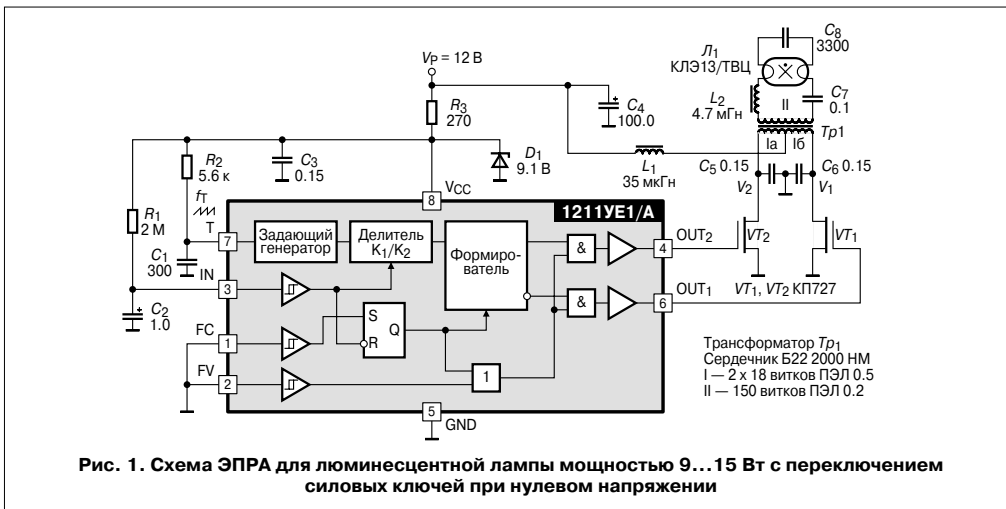 VP = 12 В
R3
270
C4
100.0
Л1
КЛЭ13/ТВЦ
C8
3300
L2
4.7 мГн
II
C7
0.1
Tp1
Iа
Iб
L1
35 мкГн
C5 0.15
C6 0.15
V2
V1
R2
5.6 к
C3
0.15
D1
9.1 В
R1
2 М
fT
T
C1
300
IN
C2
1.0
FC
FV
VCC
8
1211УЕ1/А
7
Задающий
генератор
Делитель
K1/K2
Формиро-
ватель
&
4
OUT2
VT2
VT1
3
S
Q
R
&
6
OUT1
VT1, VT2 КП727
1
2
1
5
GND
Трансформатор Tp1
Сердечник Б22 2000 НМ
I — 2 x 18 витков ПЭЛ 0.5
II — 150 витков ПЭЛ 0.2
Рис. 1. Схема ЭПРА для люминесцентной лампы мощностью 9...15 Вт с переключением
силовых ключей при нулевом напряжении